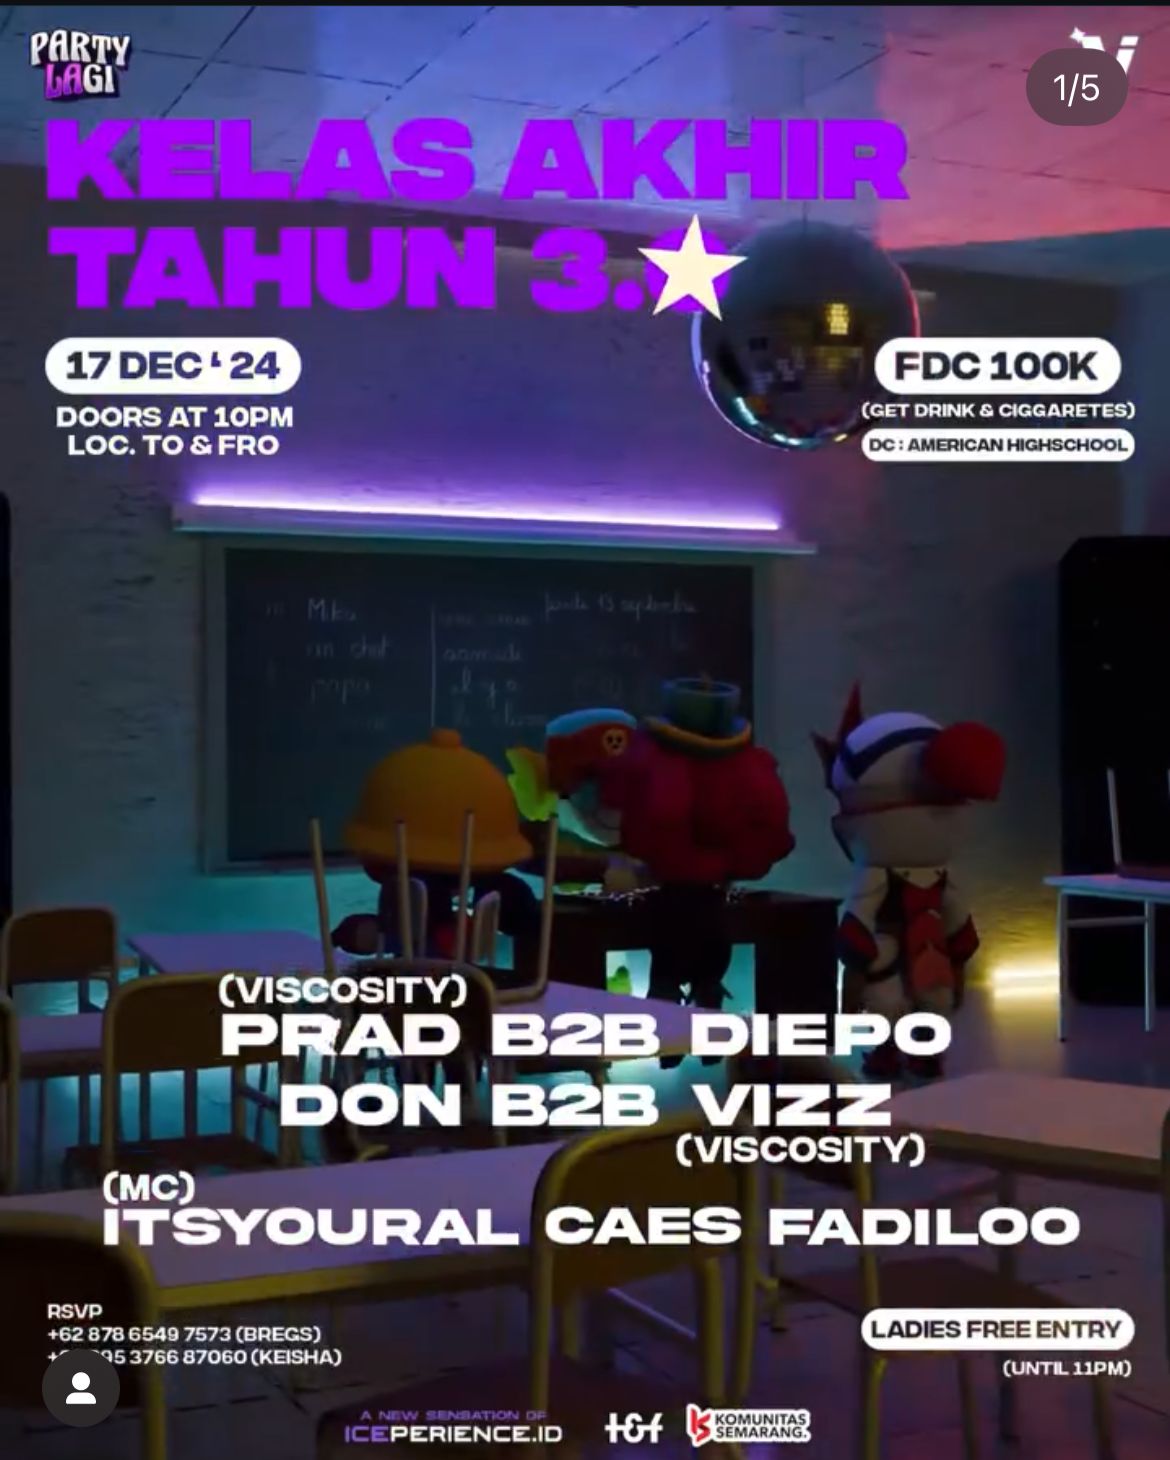 PARTY
LAGI
1/5
KELAS AKHIR
TAHUN 3.
17 DEC ‘ 24
DOORS AT 10PM
LOC. TO & FRO
FDC 100K
(GET DRINK & CIGGARETES)
DC : AMERICAN HIGHSCHOOL
(VISCOSITY)
PRAD B2B DIEPO
DON B2B VIZZ
(VISCOSITY)
(MC)
ITSYOURAL CAES FADILOO
RSVP
+62 878 6549 7573 (BREGS)
3766 87060 (KEISHA)
LADIES FREE ENTRY
(UNTIL 11PM)
A NEW SENSATION OF
ICEPERIENCE.ID
t&f
KOMUNITAS
SEMARANG.